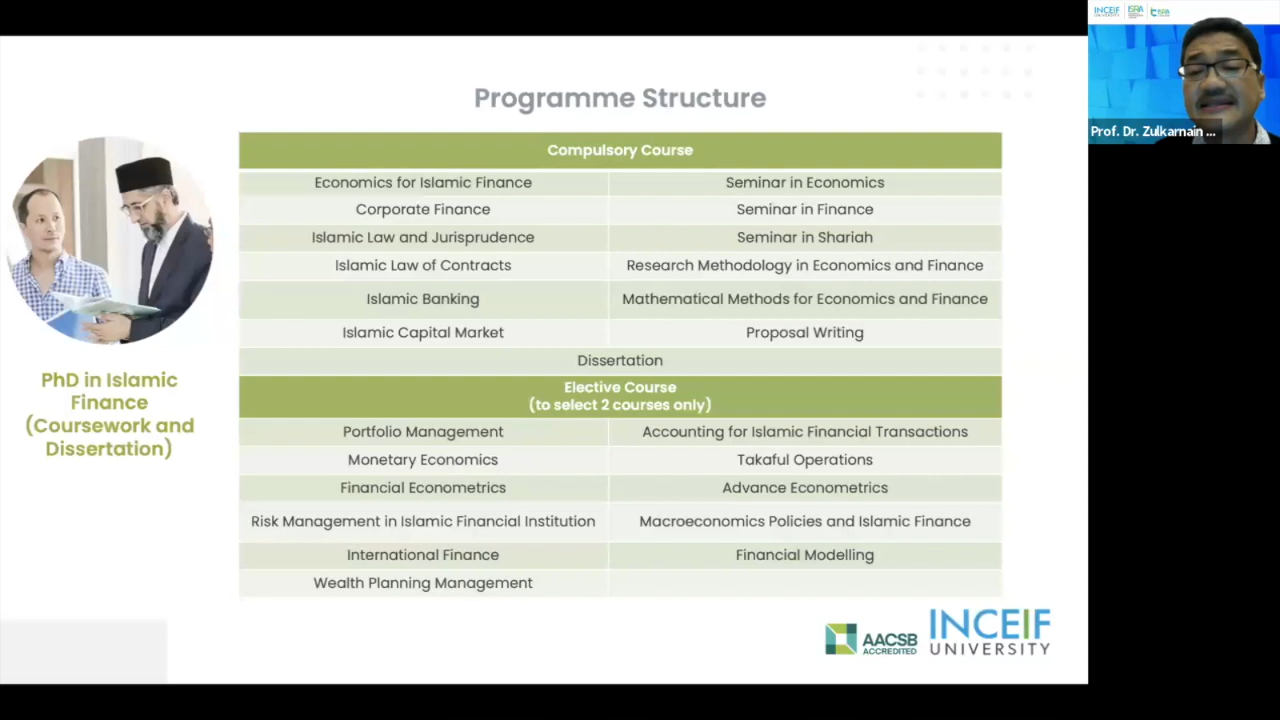 Programme Structure
Compulsory Course
Economics for Islamic Finance
Seminar in Economics
Corporate Finance
Seminar in Finance
Islamic Law and Jurisprudence
Seminar in Shariah
Islamic Law of Contracts
Research Methodology in Economics and Finance
Islamic Banking
Mathematical Methods for Economics and Finance
Islamic Capital Market
Proposal Writing
Dissertation
Elective Course
(to select 2 courses only)
Portfolio Management
Accounting for Islamic Financial Transactions
Monetary Economics
Takaful Operations
Financial Econometrics
Advance Econometrics
Risk Management in Islamic Financial Institution
Macroeconomics Policies and Islamic Finance
International Finance
Financial Modelling
Wealth Planning Management
PhD in Islamic
Finance
(Coursework and
Dissertation)
AACSB
ACCREDITED
INCEIF
UNIVERSITY
INCEIF
UNIVERSITY
ISRA
Prof. Dr. Zulkarnain ...